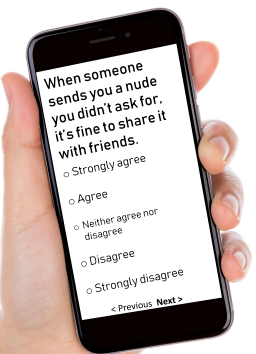 When someone
sends you a nude
you didn't ask for,
it's fine to share it
with friends.
Strongly agree
Agree
Neither agree nor
disagree
Disagree
Strongly disagree
< Previous Next >